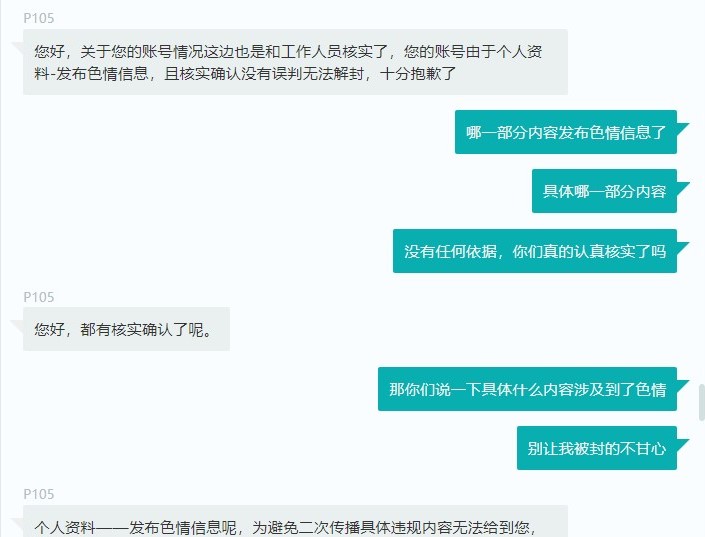 P105
您好，关于您的账号情况这边也是和工作人员核实了，您的账号由于个人资
料-发布色情信息，且核实确认没有误判无法解封，十分抱歉了
哪一部分内容发布色情信息了
具体哪一部分内容
没有任何依据，你们真的认真核实了吗
P105
您好，都有核实确认了呢。
那你们说一下具体什么内容涉及到了色情
别让我被封的不甘心
P105
个人资料——发布色情信息呢，为避免二次传播具体违规内容无法给到您，